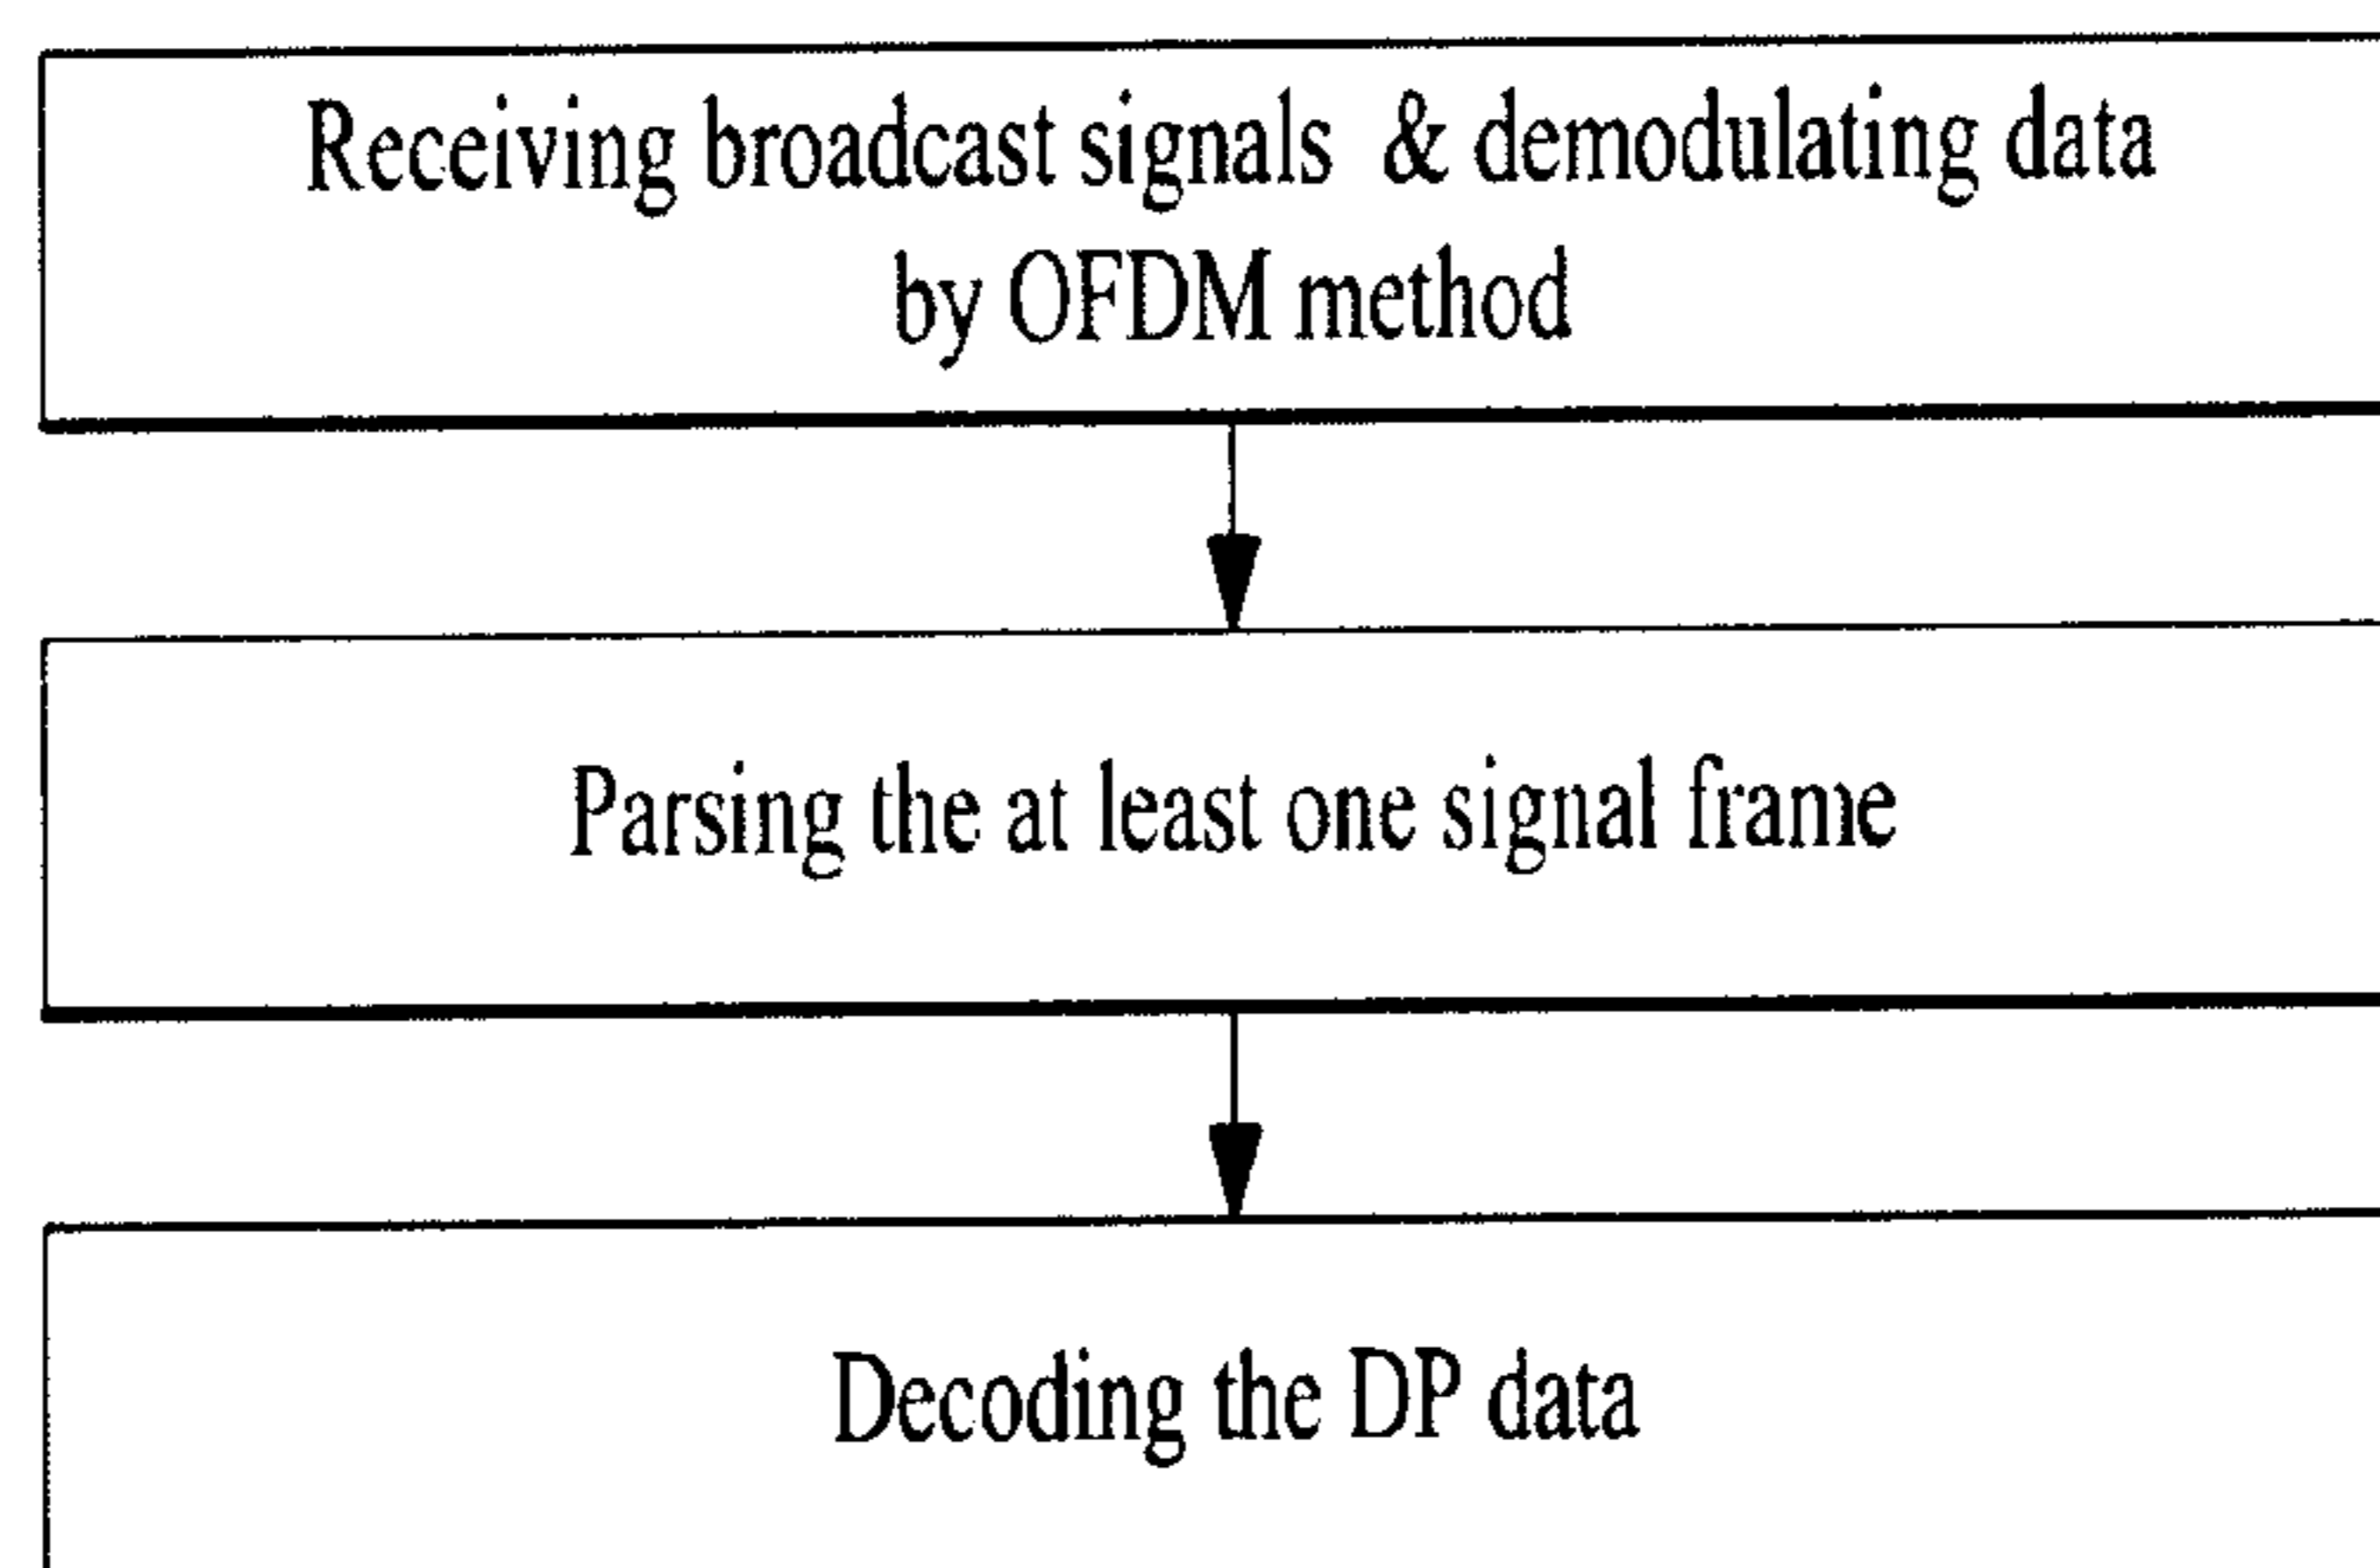 Receiving broadcast signals & demodulating data
by OFDM method
Parsing the at least one signal frame
Decoding the DP data